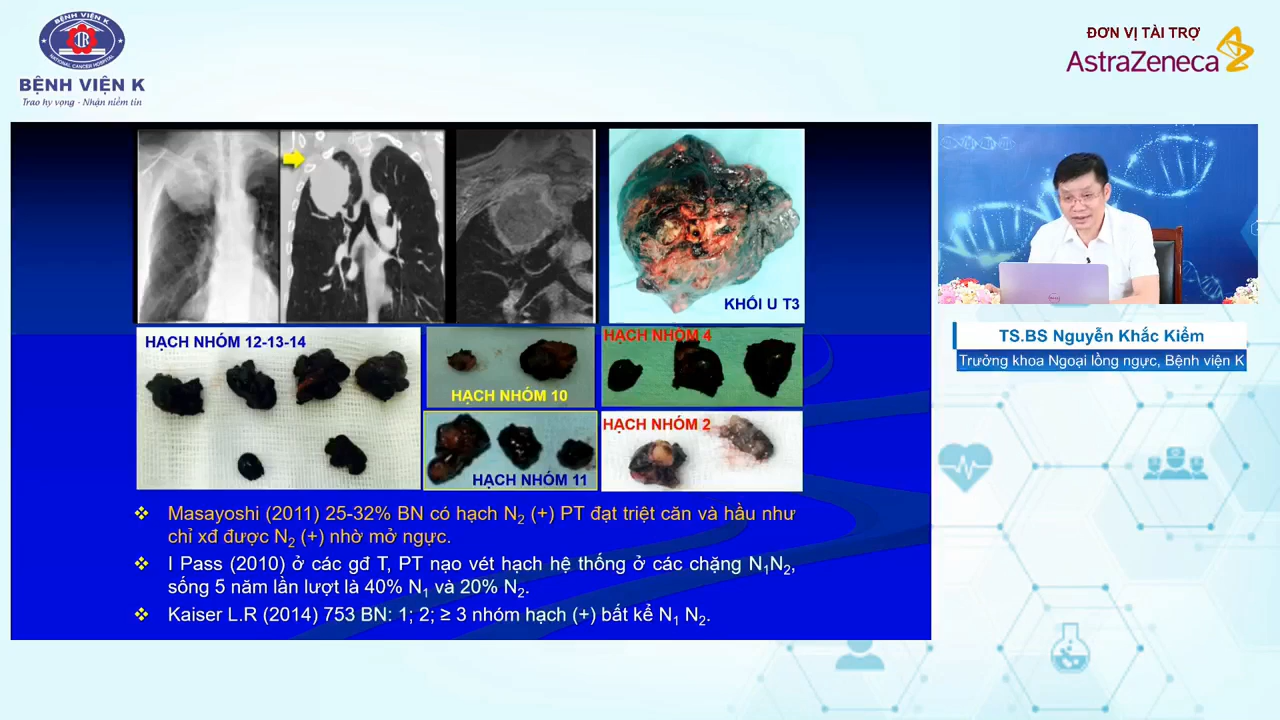 BỆNH VIỆN K
NATIONAL CANCER HOSPITAL
BỆNH VIỆN K
Trao hy vọng - Nhận niềm tin
ĐƠN VỊ TÀI TRỢ
AstraZeneca
KHỐI U T3
HẠCH NHÓM 12-13-14
HẠCH NHÓM 10
HẠCH NHÓM 4
HẠCH NHÓM 11
HẠCH NHÓM 2
❖ Masayoshi (2011) 25-32% BN có hạch N₂ (+) PT đạt triệt căn và hầu như
chỉ xđ được N₂ (+) nhờ mở ngực.
❖ I Pass (2010) ở các gđ T, PT nạo vét hạch hệ thống ở các chặng N₁N₂,
sống 5 năm lần lượt là 40% N₁ và 20% N₂.
❖ Kaiser L.R (2014) 753 BN: 1; 2; ≥ 3 nhóm hạch (+) bất kể N₁ N₂.
TS.BS Nguyễn Khắc Kiểm
Trưởng khoa Ngoại lồng ngực, Bệnh viện K